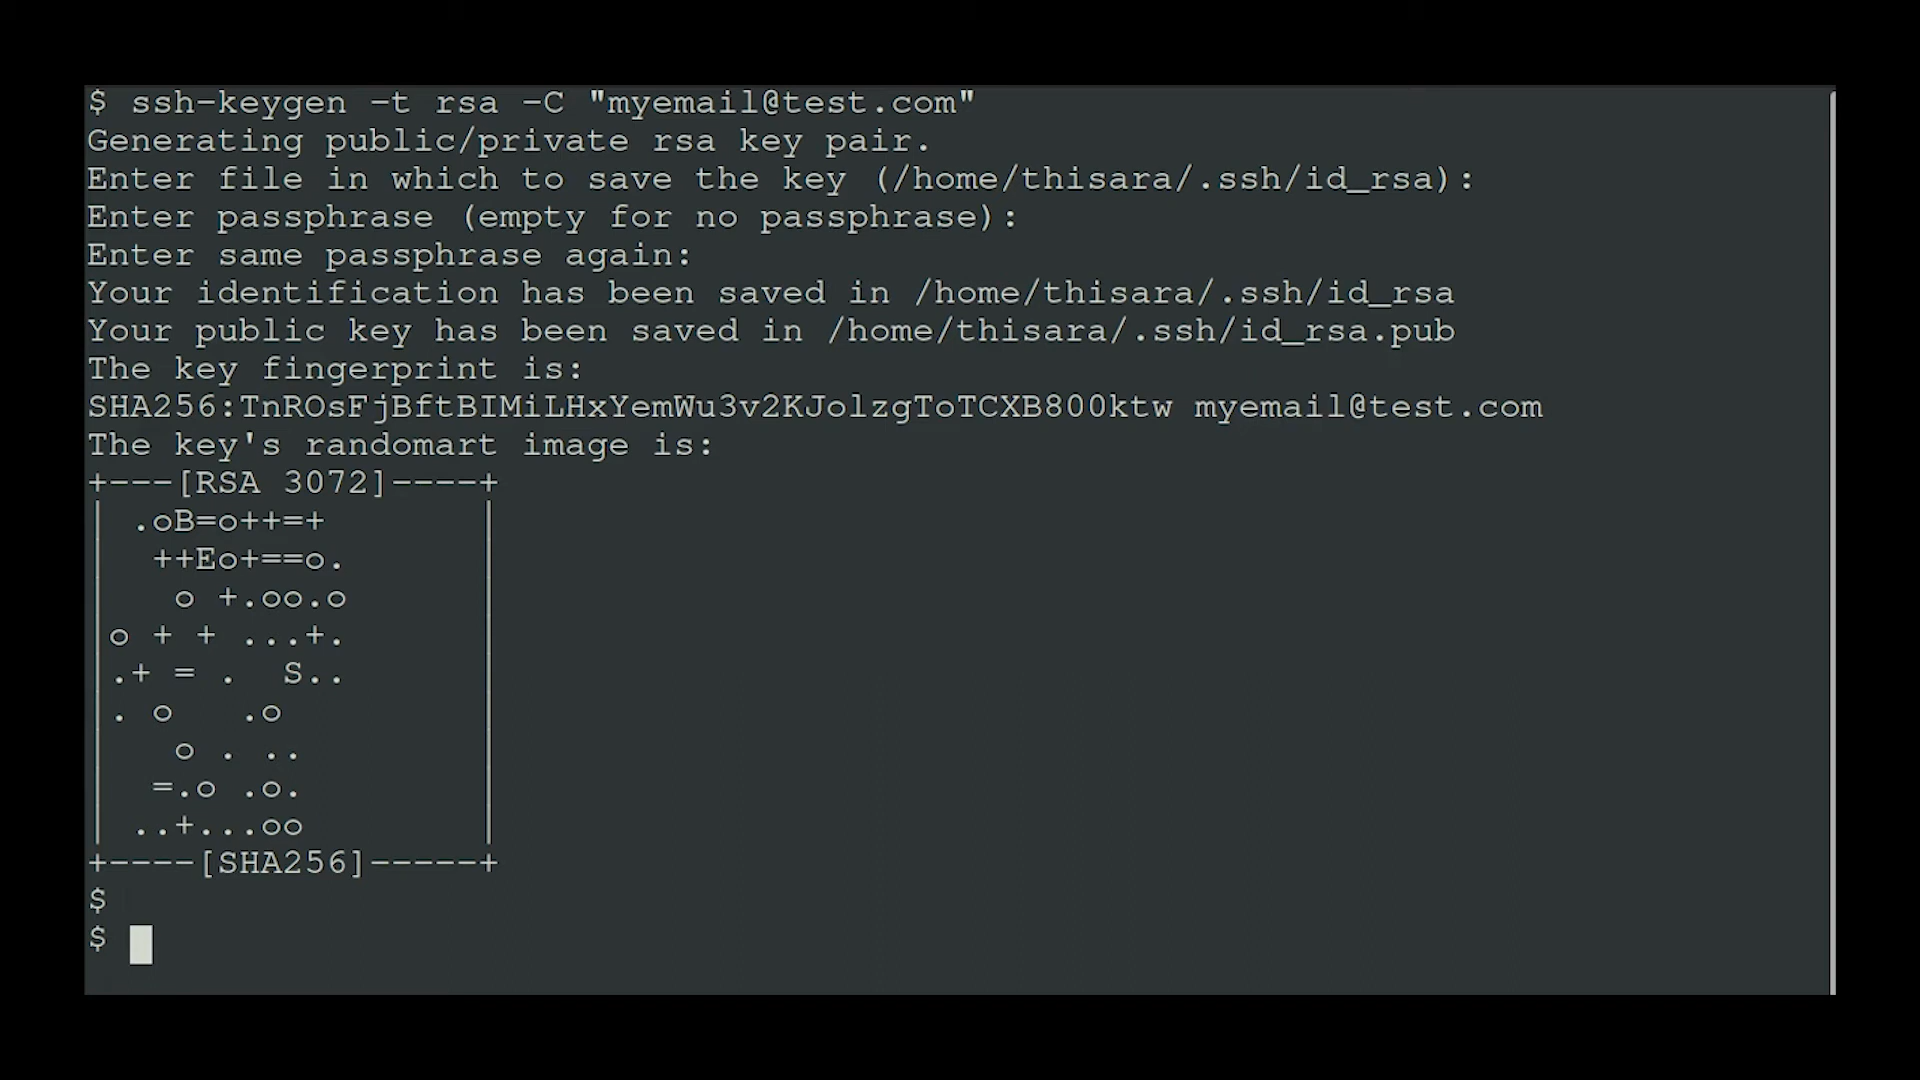 $ ssh-keygen -t rsa -C "myemail@test.com"
Generating public/private rsa key pair.
Enter file in which to save the key (/home/thisara/.ssh/id_rsa):
Enter passphrase (empty for no passphrase):
Enter same passphrase again:
Your identification has been saved in /home/thisara/.ssh/id_rsa
Your public key has been saved in /home/thisara/.ssh/id_rsa.pub
The key fingerprint is:
SHA256:TnROsFjBftBIMiLHxYemWu3v2KJolzgToTCXB800ktw myemail@test.com
The key's randomart image is:
+---[RSA 3072]----+
| .oB=o++=+       |
|  ++Eo+==o.      |
|   o +.oo.o      |
|o + + ...+.      |
|.+ = .  S..      |
|. o   .o         |
|   o . ..        |
|  =.o .o.        |
| ..+...oo        |
+----[SHA256]-----+
$
$